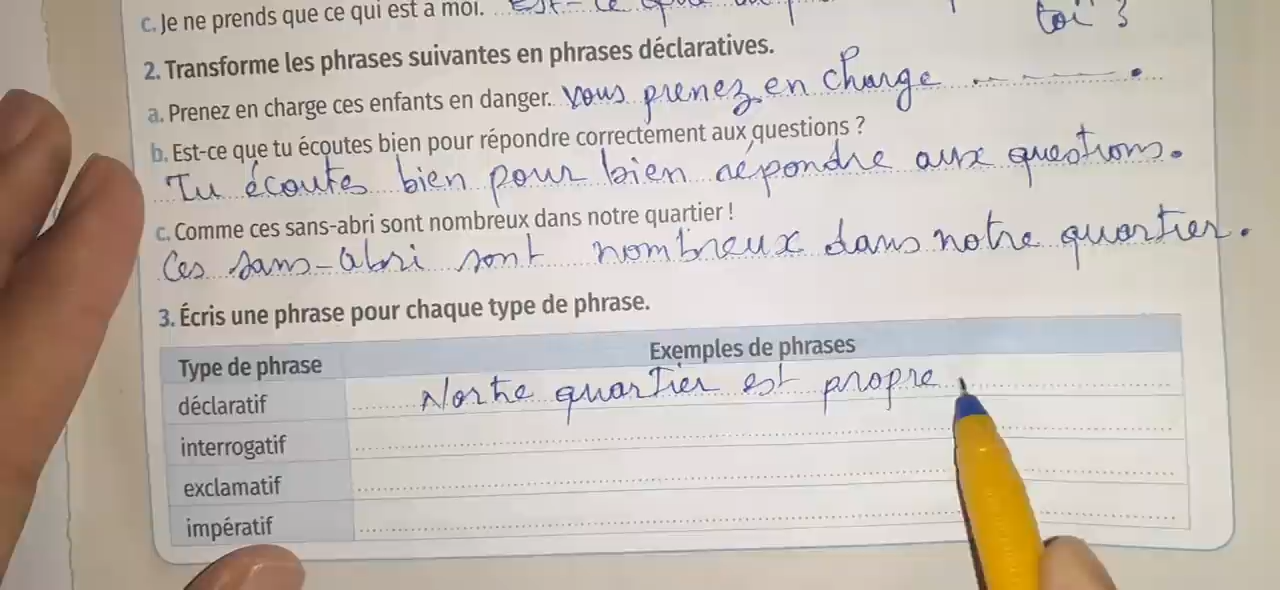 c. Je ne prends que ce qui est à moi. Est-ce que
toi ?
2. Transforme les phrases suivantes en phrases déclaratives.
a. Prenez en charge ces enfants en danger. Vous prenez en charge — — — .
b. Est-ce que tu écoutes bien pour répondre correctement aux questions ?
Tu écoutes bien pour bien répondre aux questions.
c. Comme ces sans-abri sont nombreux dans notre quartier !
Ces sans-abri sont nombreux dans notre quartier.
3. Écris une phrase pour chaque type de phrase.
Type de phrase Exemples de phrases
déclaratif Nortre quartier est propre
interrogatif
exclamatif
impératif